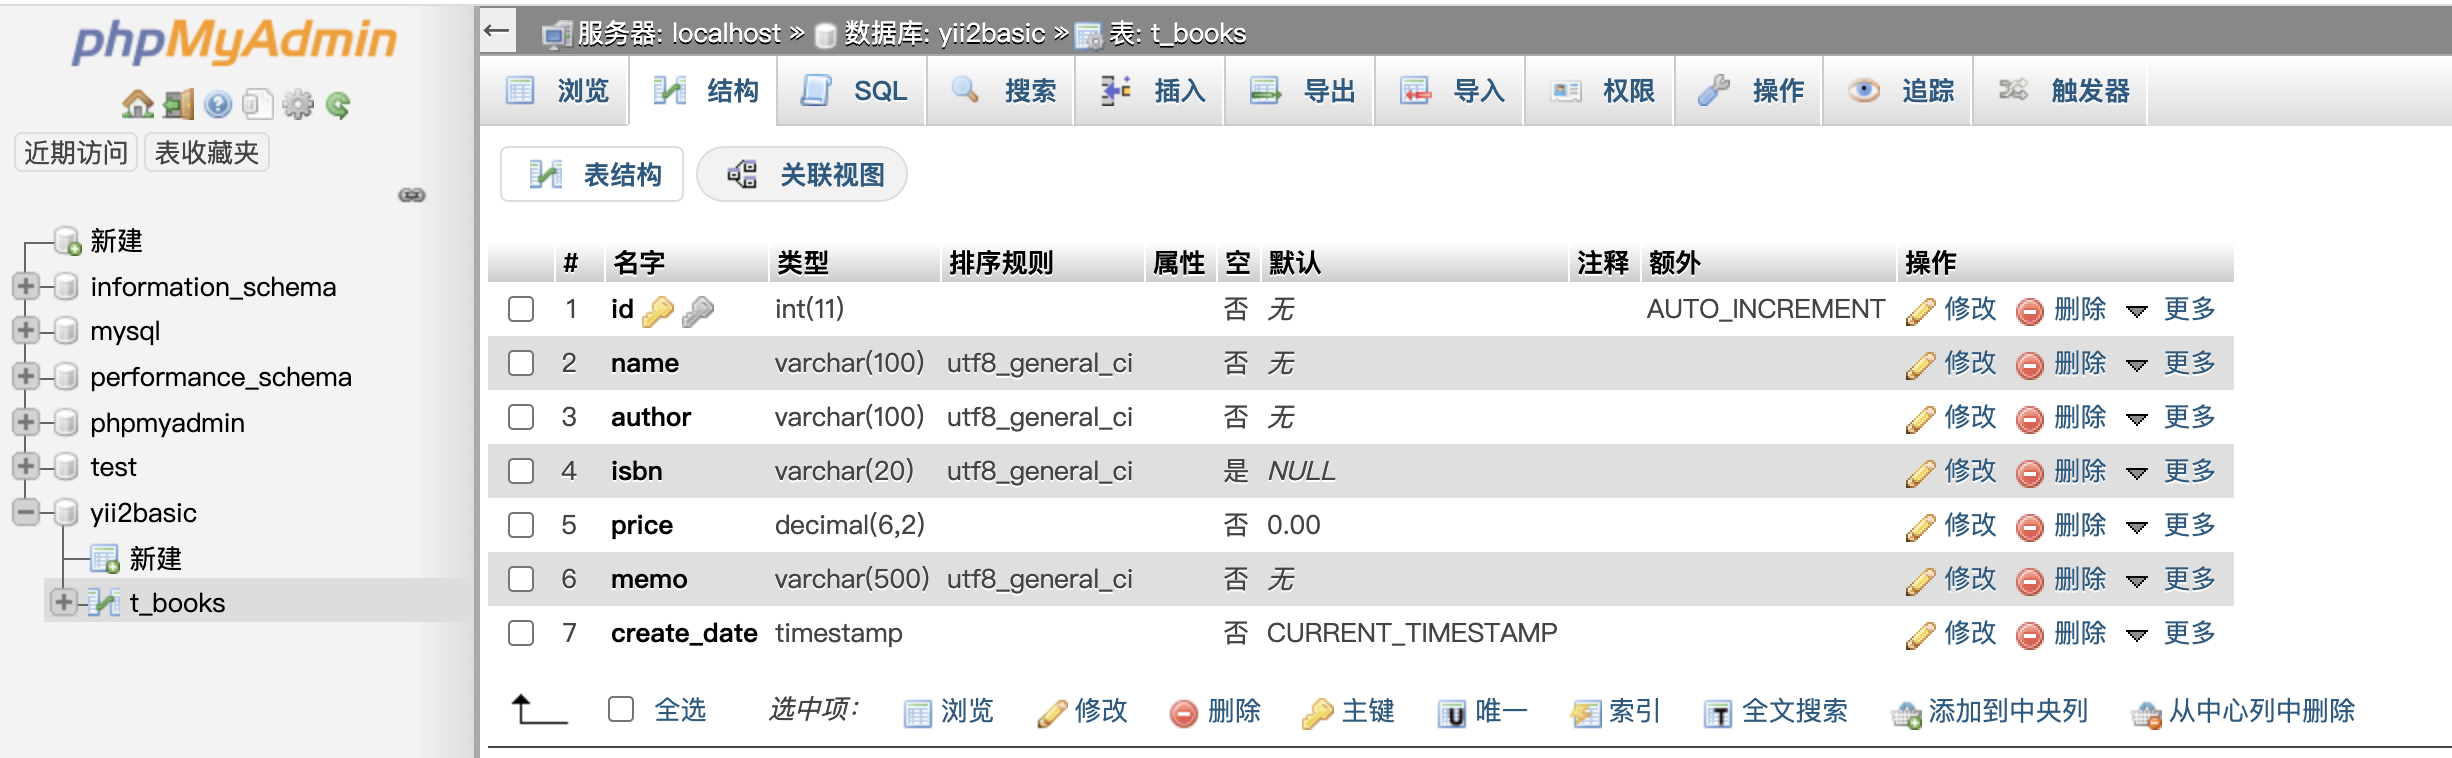 phpMyAdmin
近期访问 表收藏夹
新建
information_schema
mysql
performance_schema
phpmyadmin
test
yii2basic
新建
t_books
服务器: localhost » 数据库: yii2basic » 表: t_books
浏览 结构 SQL 搜索 插入 导出 导入 权限 操作 追踪 触发器
表结构 关联视图
# 名字 类型 排序规则 属性 空 默认 注释 额外 操作
1 id int(11) 否 无 AUTO_INCREMENT 修改 删除 更多
2 name varchar(100) utf8_general_ci 否 无 修改 删除 更多
3 author varchar(100) utf8_general_ci 否 无 修改 删除 更多
4 isbn varchar(20) utf8_general_ci 是 NULL 修改 删除 更多
5 price decimal(6,2) 否 0.00 修改 删除 更多
6 memo varchar(500) utf8_general_ci 否 无 修改 删除 更多
7 create_date timestamp 否 CURRENT_TIMESTAMP 修改 删除 更多
全选 选中项: 浏览 修改 删除 主键 U 唯一 索引 T 全文搜索 添加到中央列 从中心列中删除